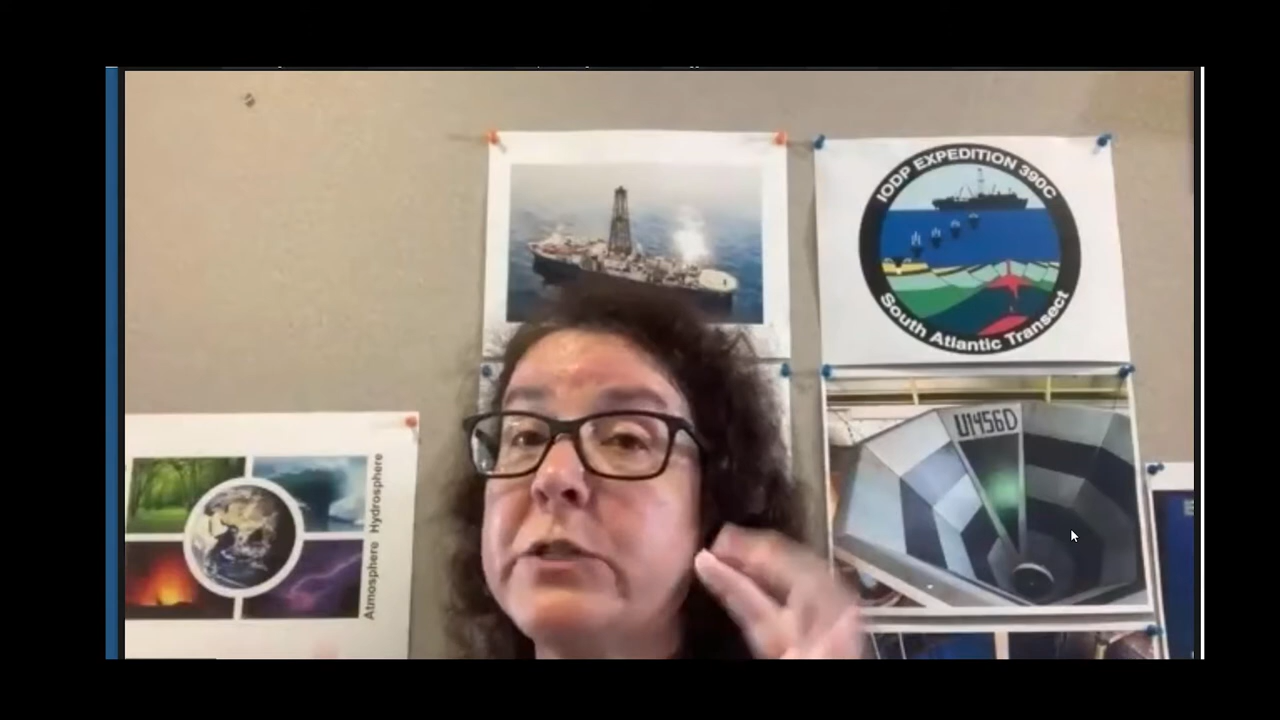 IODP EXPEDITION 390C
South Atlantic Transect
U1456D
Hydrosphere
Atmosphere